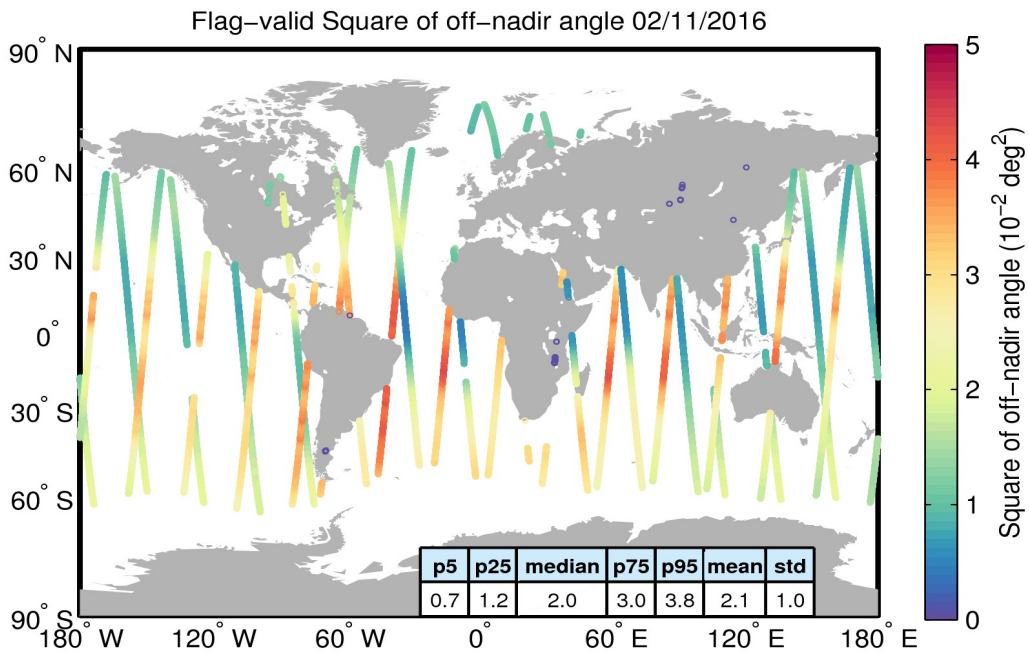 Flag-valid Square of off-nadir angle 02/11/2016
90° N
60° N
30° N
0°
30° S
60° S
90° S
180° W
120° W
60° W
0°
60° E
120° E
180° E
p5 p25 median p75 p95 mean std
0.7 1.2 2.0 3.0 3.8 2.1 1.0
5
4
3
2
1
0
Square of off-nadir angle (10⁻² deg²)